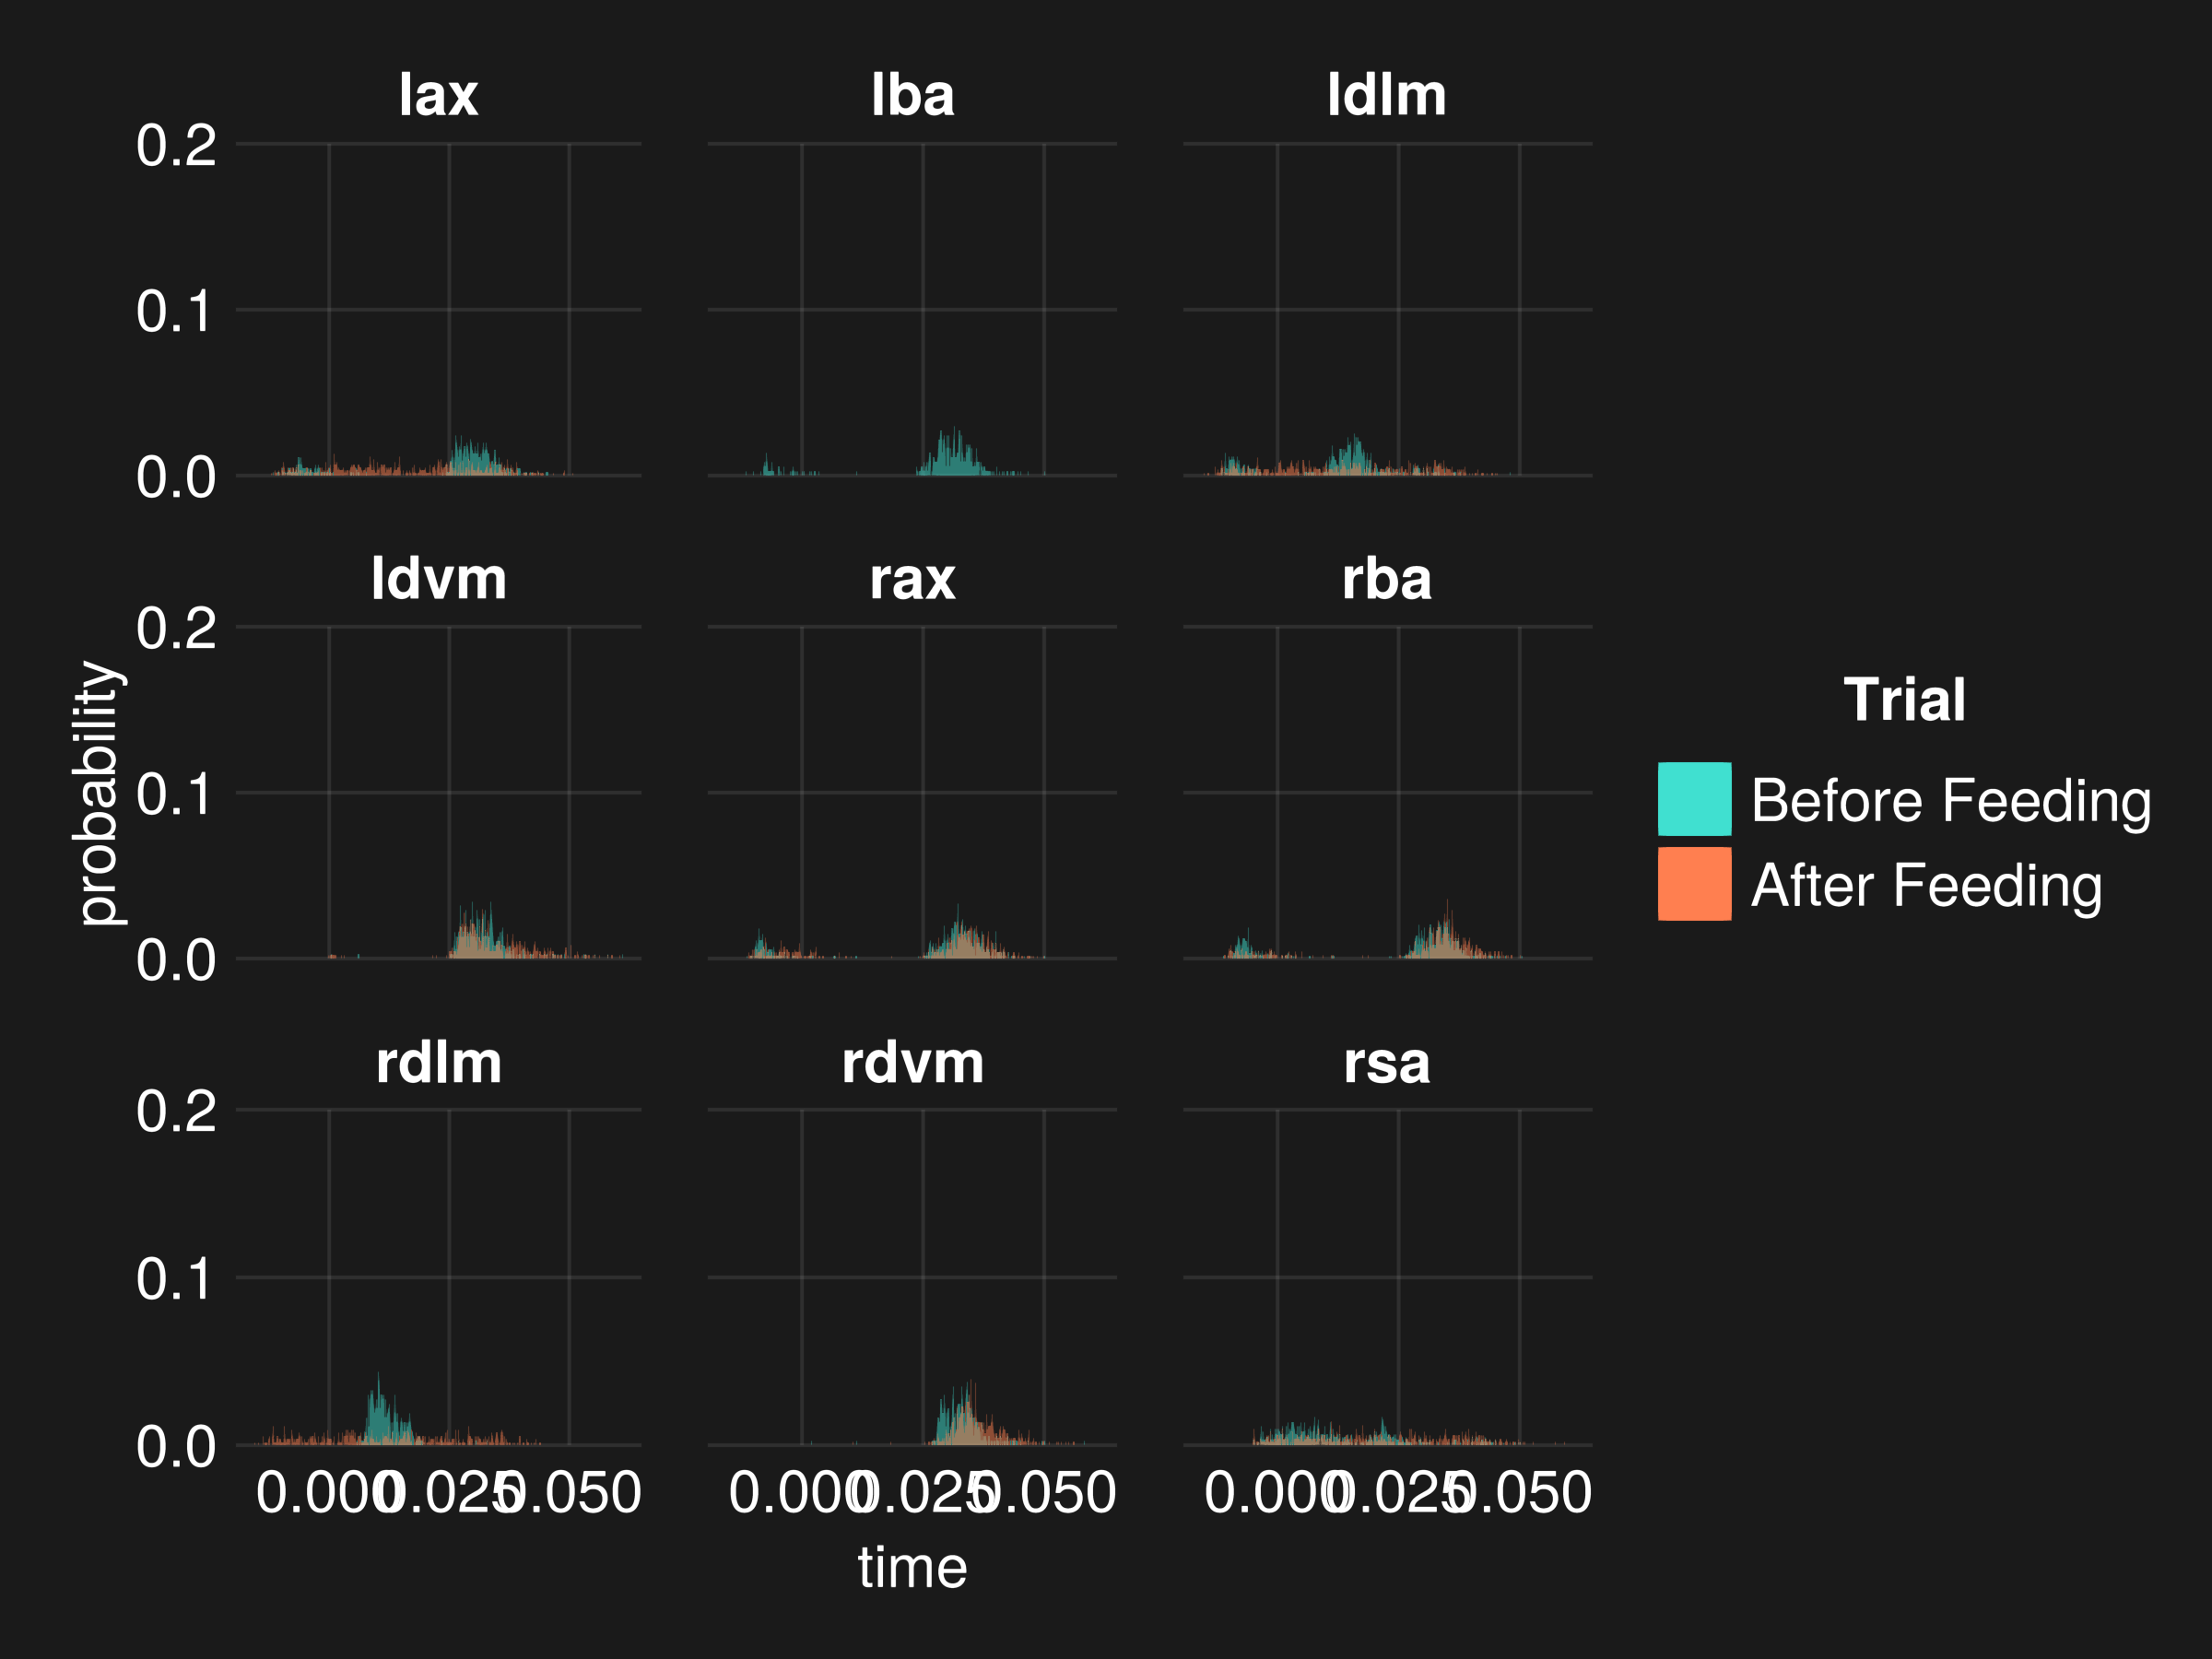 lax lba ldlm
0.2
0.1
0.0
ldvm rax rba
0.2
0.1
0.0
probability
rdlm rdvm rsa
0.2
0.1
0.0
0.000 0.025 0.050 0.000 0.025 0.050 0.000 0.025 0.050
time
Trial
Before Feeding
After Feeding